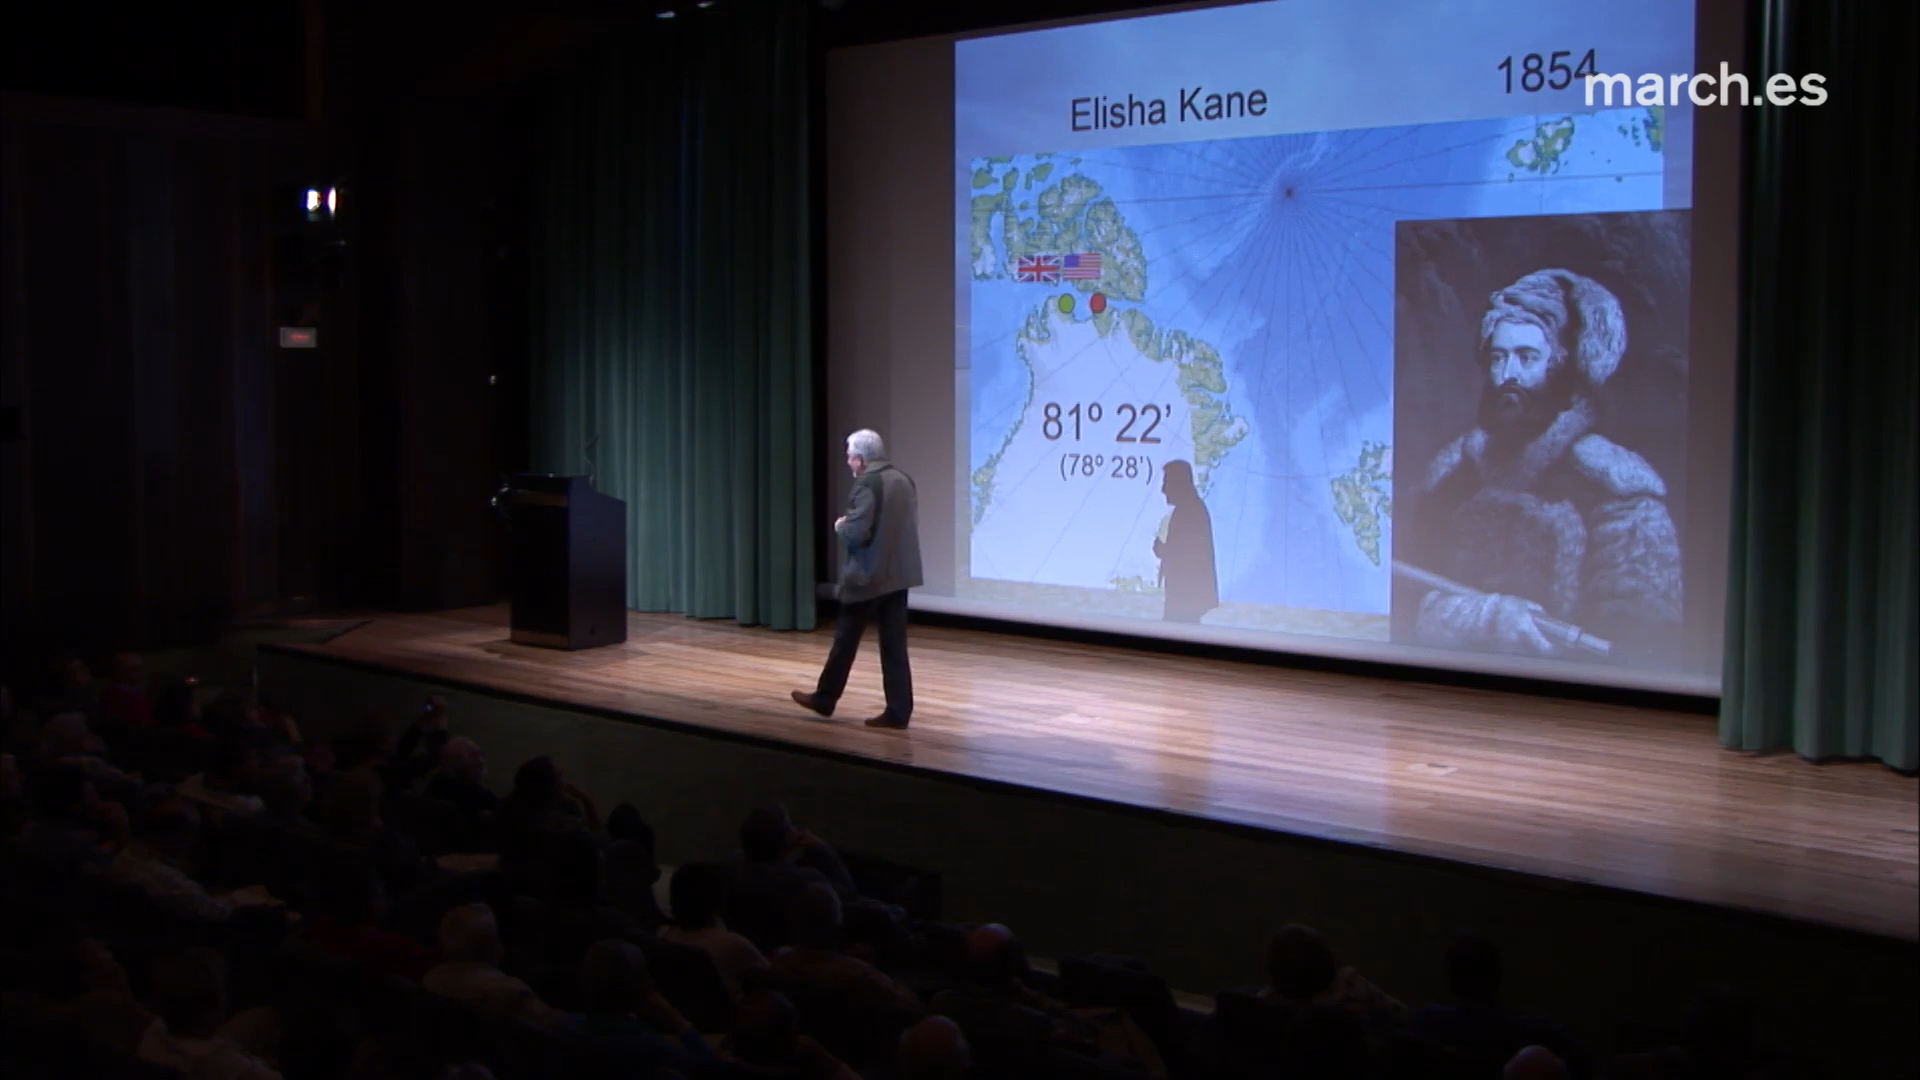 1854
march.es
Elisha Kane
81º 22’
(78º 28’)